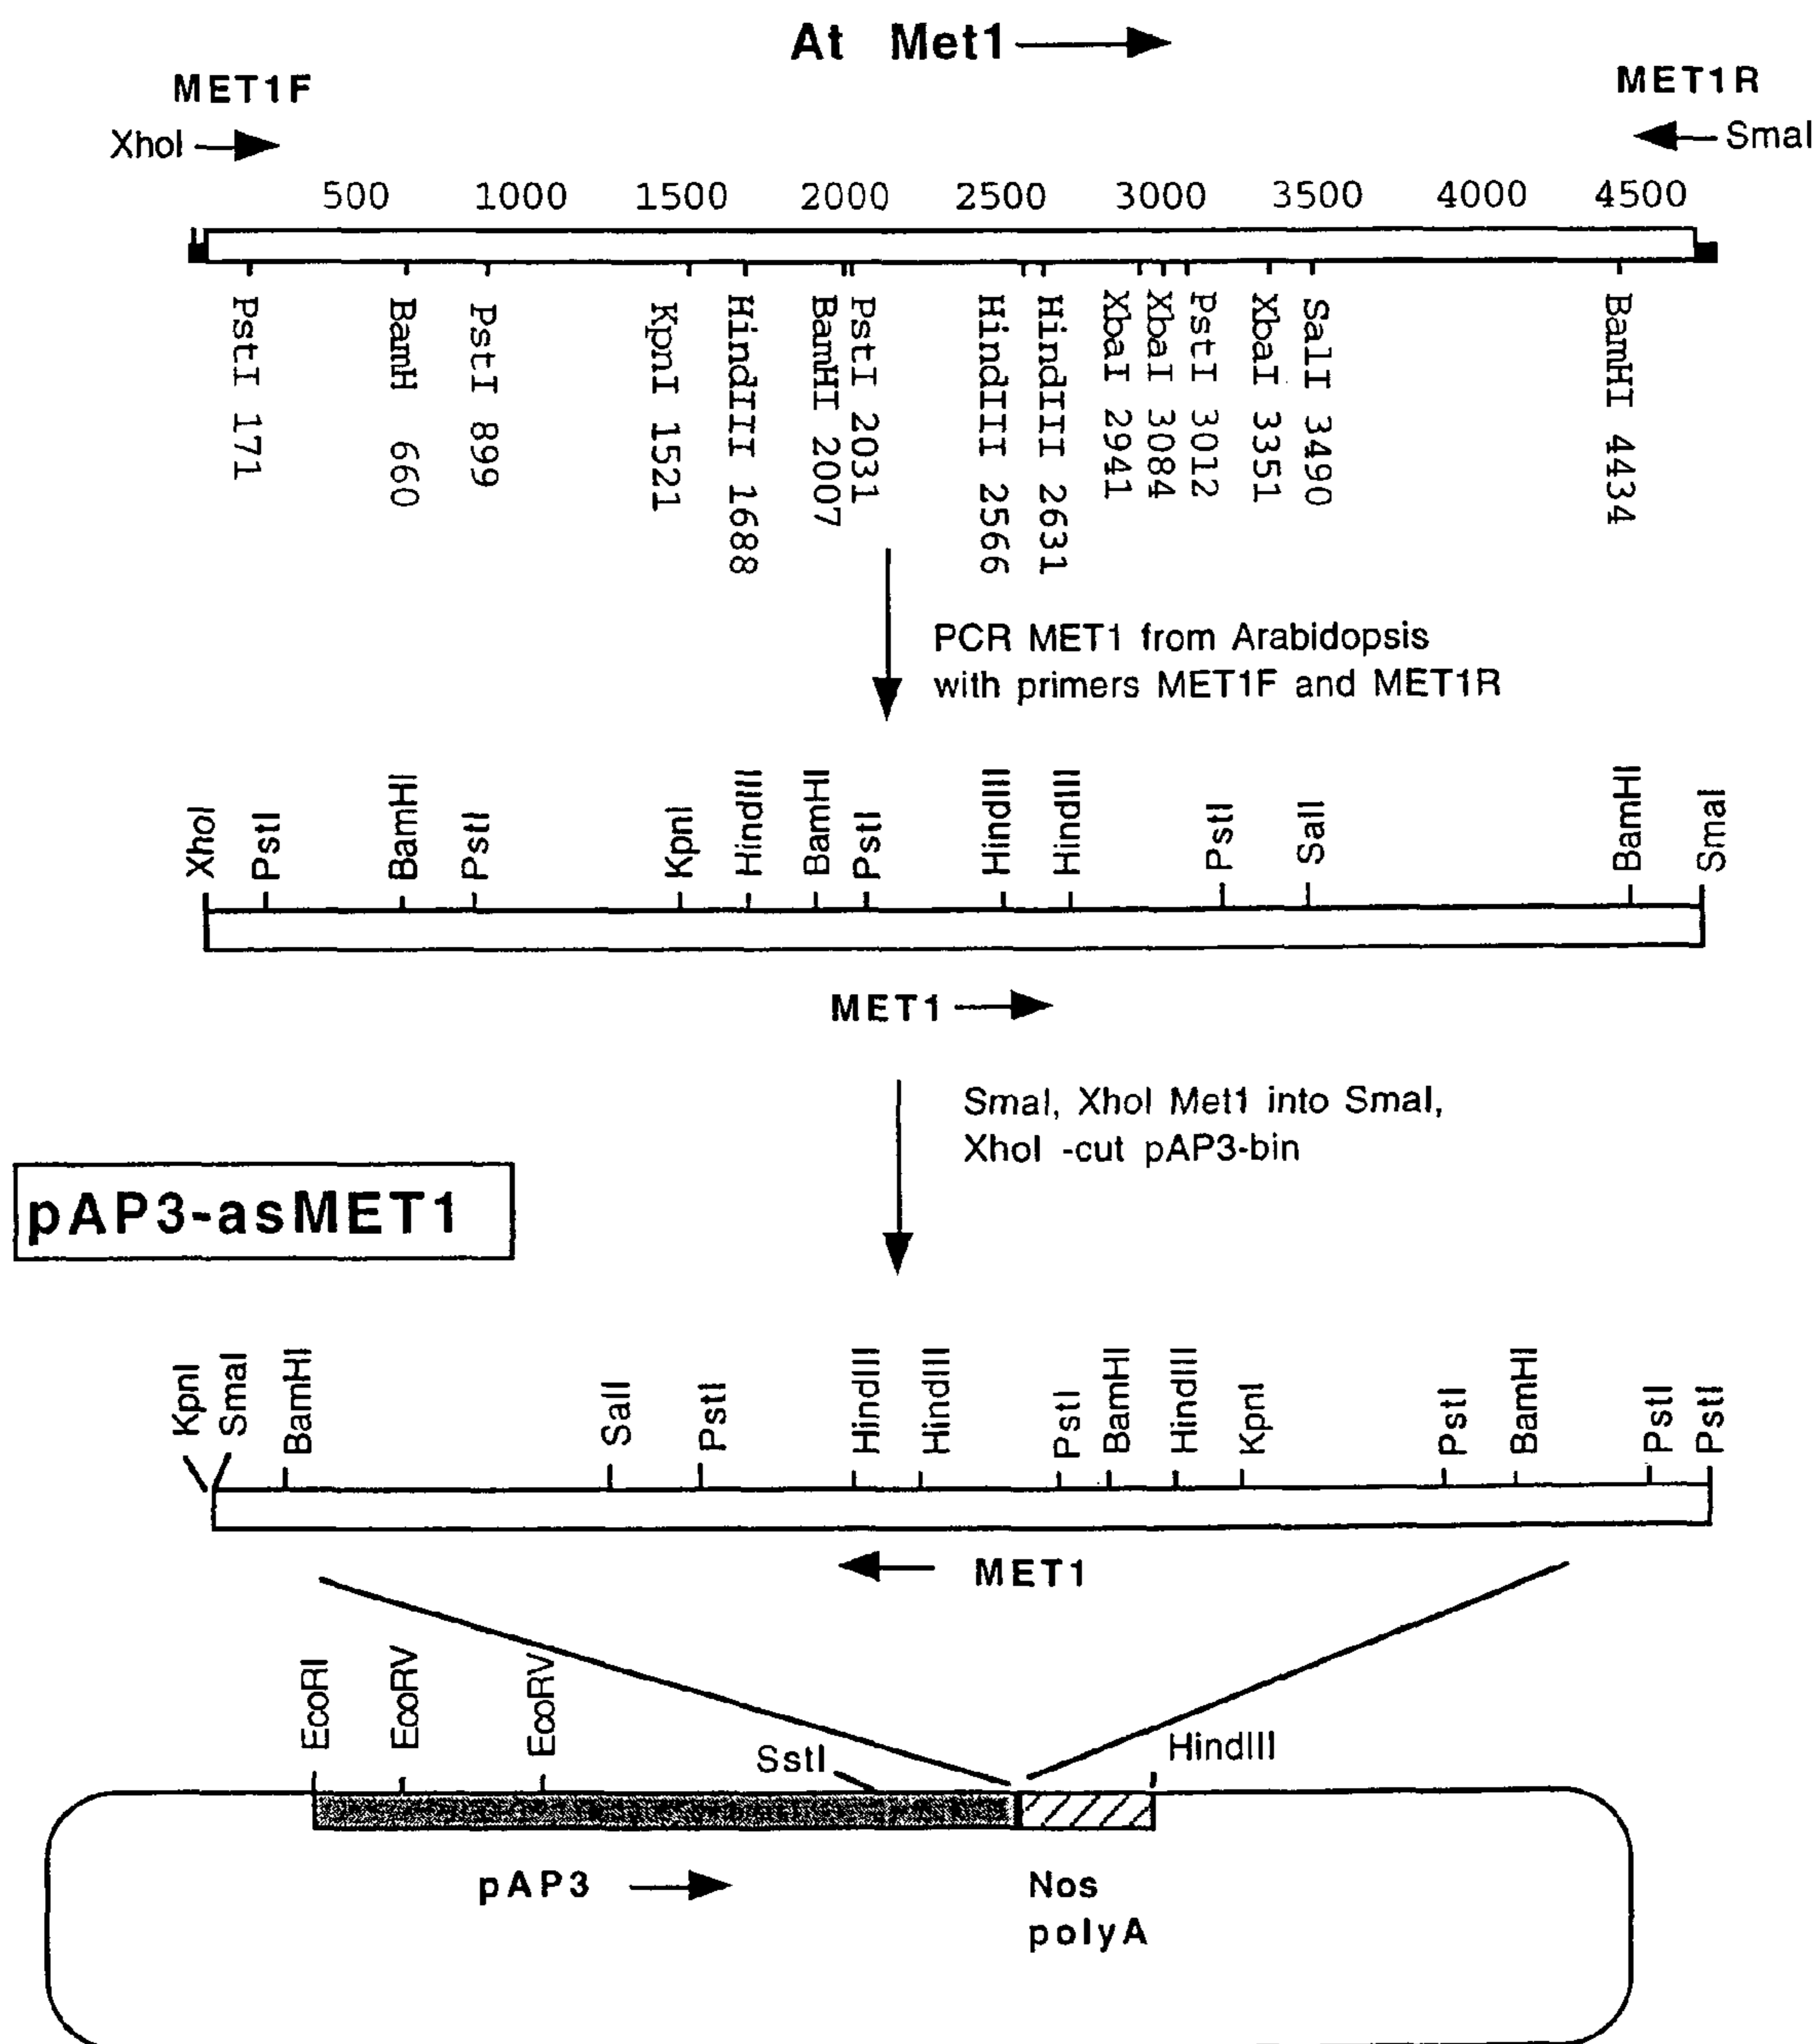 At Met1
MET1F
MET1R
XhoI
SmaI
500 1000 1500 2000 2500 3000 3500 4000 4500
PstI 171
BamH 660
PstI 899
KpnI 1521
HindIII 1688
BamHI 2007
PstI 2031
HindIII 2566
HindIII 2631
XbaI 2941
XbaI 3084
PstI 3012
XbaI 3351
SalI 3490
BamHI 4434
PCR MET1 from Arabidopsis
with primers MET1F and MET1R
XhoI
PstI
BamHI
PstI
KpnI
HindIII
BamHI
PstI
HindIII
HindIII
PstI
SalI
BamHI
SmaI
MET1
SmaI, XhoI Met1 into SmaI,
XhoI -cut pAP3-bin
pAP3-asMET1
KpnI
SmaI
BamHI
SalI
PstI
HindIII
HindIII
PstI
BamHI
HindIII
KpnI
PstI
BamHI
PstI
PstI
MET1
EcoRI
EcoRV
EcoRV
SstI
HindIII
pAP3
Nos
polyA